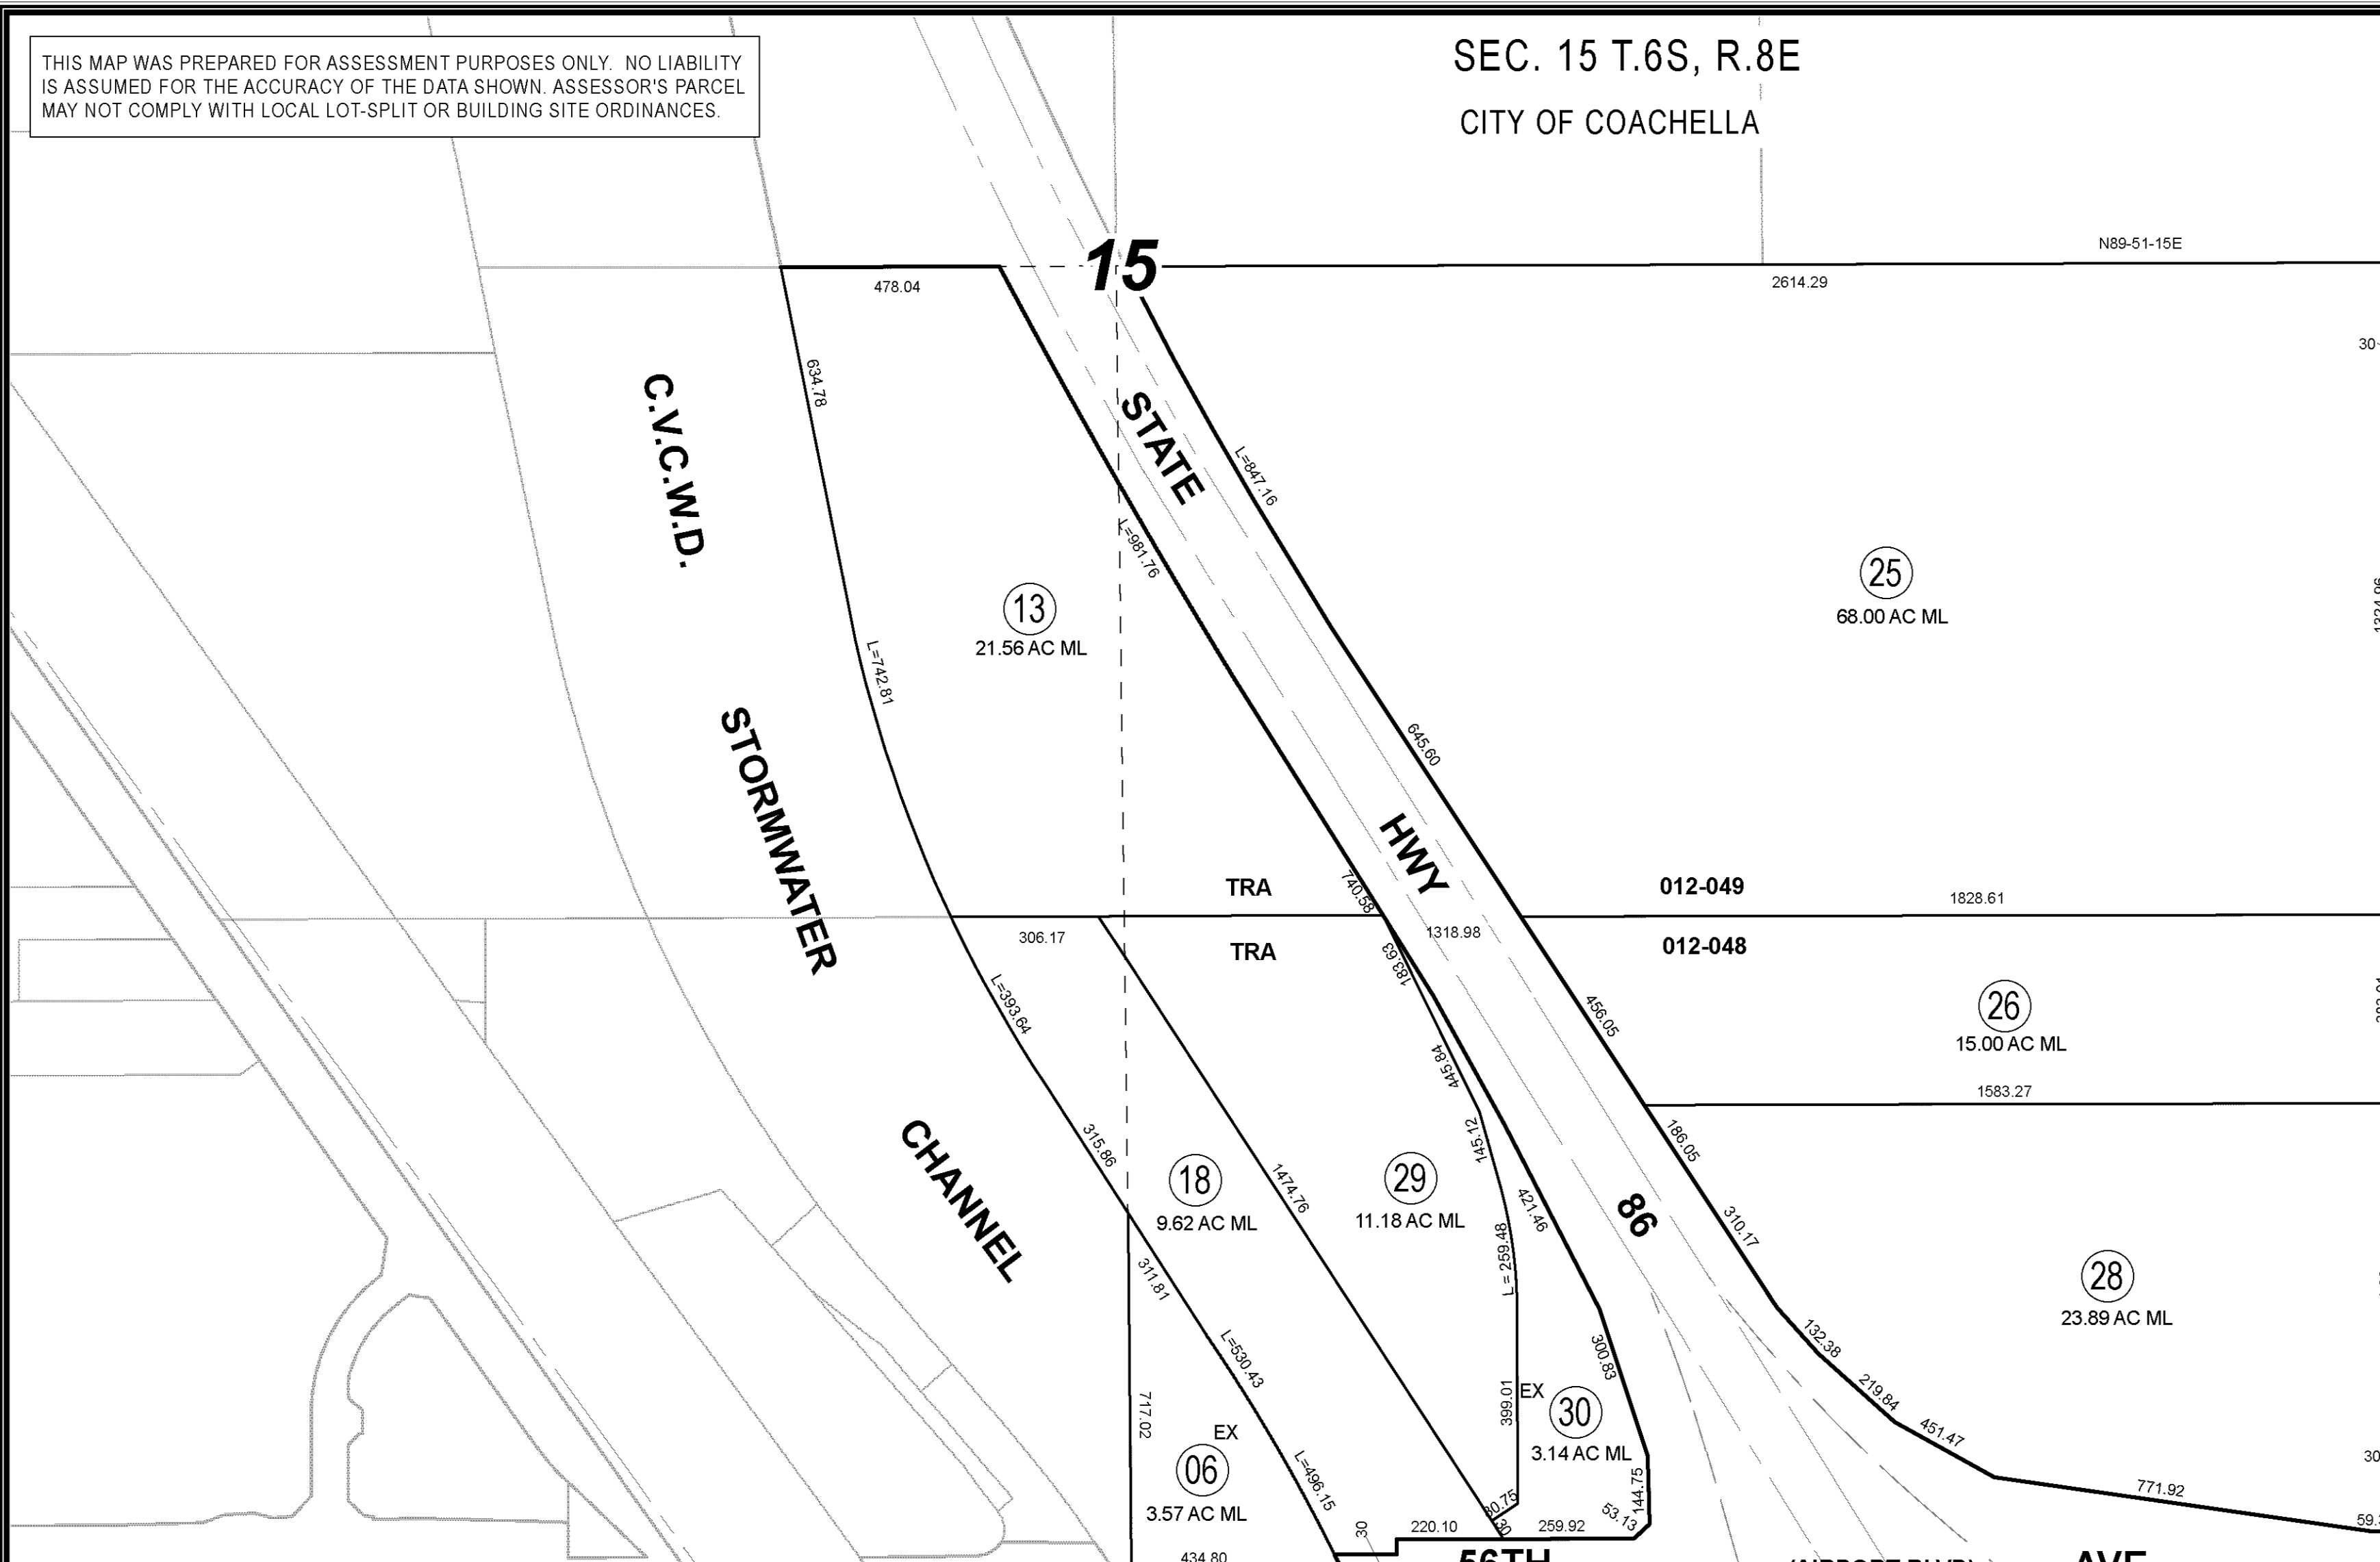 THIS MAP WAS PREPARED FOR ASSESSMENT PURPOSES ONLY. NO LIABILITY
IS ASSUMED FOR THE ACCURACY OF THE DATA SHOWN. ASSESSOR'S PARCEL
MAY NOT COMPLY WITH LOCAL LOT-SPLIT OR BUILDING SITE ORDINANCES.
SEC. 15 T.6S, R.8E
CITY OF COACHELLA
15
N89-51-15E
478.04
2614.29
30
634.78
C.V.C.W.D.
STATE
L=847.16
L=981.76
25
68.00 AC ML
13
21.56 AC ML
L=742.81
645.60
STORMWATER
HWY
740.58
TRA
012-049
1828.61
306.17
TRA
1318.98
012-048
183.63
L=393.64
456.05
26
15.00 AC ML
445.84
1583.27
315.86
145.12
186.05
CHANNEL
18
9.62 AC ML
1474.76
29
11.18 AC ML
421.46
86
310.17
L = 259.48
311.81
28
23.89 AC ML
132.38
L=530.43
300.83
219.84
717.02
399.01
EX
30
3.14 AC ML
451.47
EX
06
3.57 AC ML
L=496.15
30
771.92
144.75
30.75
30
53.13
30
220.10
259.92
434.80
56TH
(AIRPORT BLVD)
AVE